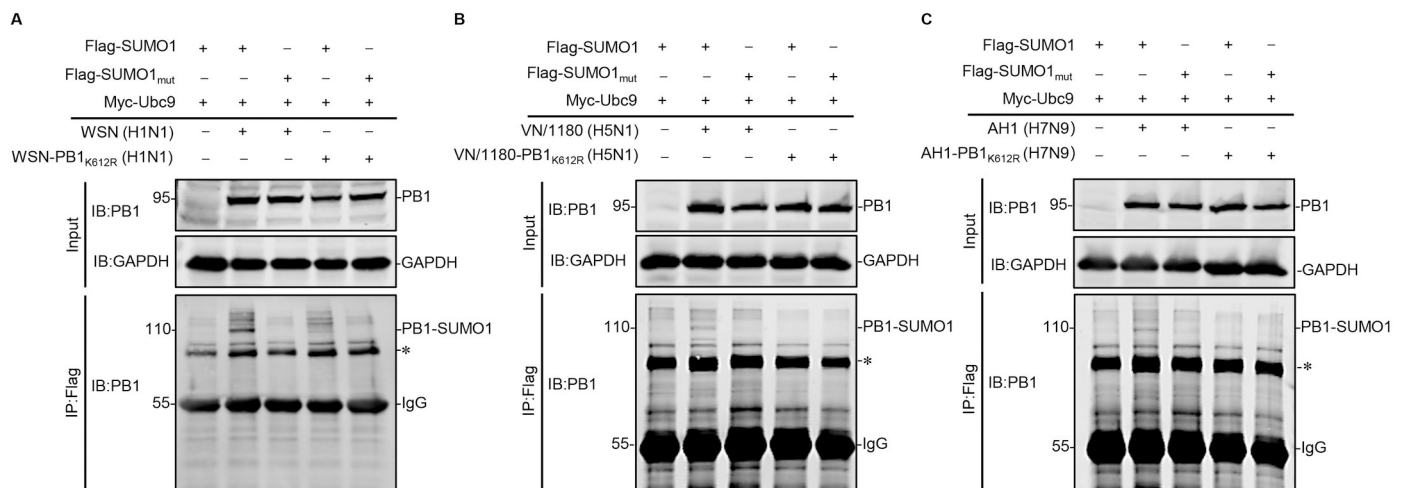 A
Flag-SUMO1 + + – + –
Flag-SUMO1mut – – + – +
Myc-Ubc9 + + + + +
WSN (H1N1) – + + – –
WSN-PB1K612R (H1N1) – – – + +
Input
IB:PB1
95
PB1
IB:GAPDH
GAPDH
IP:Flag
IB:PB1
110
PB1-SUMO1
*
55
IgG
B
Flag-SUMO1 + + – + –
Flag-SUMO1mut – – + – +
Myc-Ubc9 + + + + +
VN/1180 (H5N1) – + + – –
VN/1180-PB1K612R (H5N1) – – – + +
Input
IB:PB1
95
PB1
IB:GAPDH
GAPDH
IP:Flag
IB:PB1
110
PB1-SUMO1
*
55
IgG
C
Flag-SUMO1 + + – + –
Flag-SUMO1mut – – + – +
Myc-Ubc9 + + + + +
AH1 (H7N9) – + + – –
AH1-PB1K612R (H7N9) – – – + +
Input
IB:PB1
95
PB1
IB:GAPDH
GAPDH
IP:Flag
IB:PB1
110
PB1-SUMO1
*
55
IgG